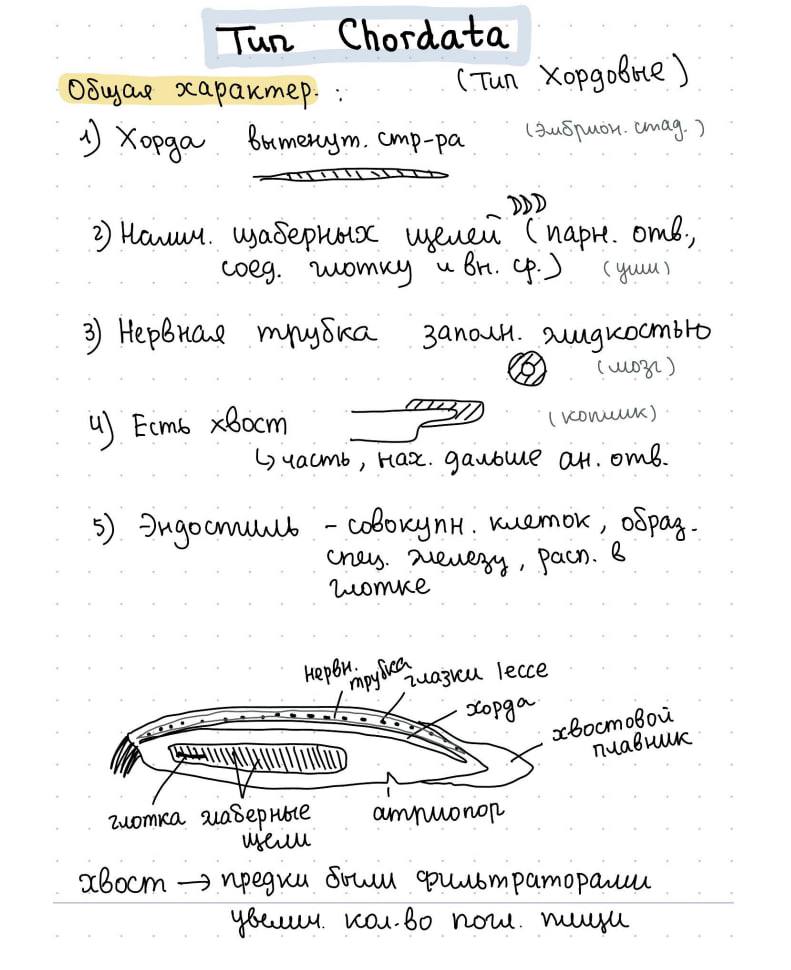 Тип Chordata
Общая характер. :
(Тип Хордовые)
1) Хорда вытенут. стр-ра (эмбрион. стад.)
2) Налич. жаберных щелей (парн. отв.,
соед. глотку и вн. ср.) (уши)
3) Нервная трубка заполн. жидкостью
(мозг)
4) Есть хвост (копчик)
↳ часть, нах. дальше ан. отв.
5) Эндостиль - совокупн. клеток, образ.
спец. железу, расп. в
глотке
нервн.
трубка
глазки Гессе
хорда
хвостовой
плавник
глотка
жаберные
щели
атриопор
хвост → предки были фильтраторами
увелич. кол-во погл. пищи